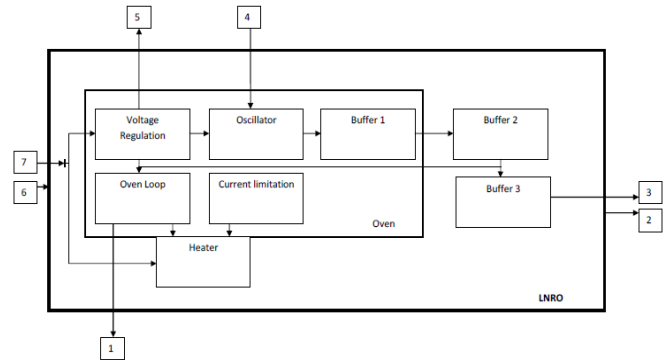 5
4
Voltage
Regulation
Oscillator
Buffer 1
Buffer 2
7
6
Oven Loop
Current limitation
Buffer 3
3
2
Oven
Heater
LNRO
1